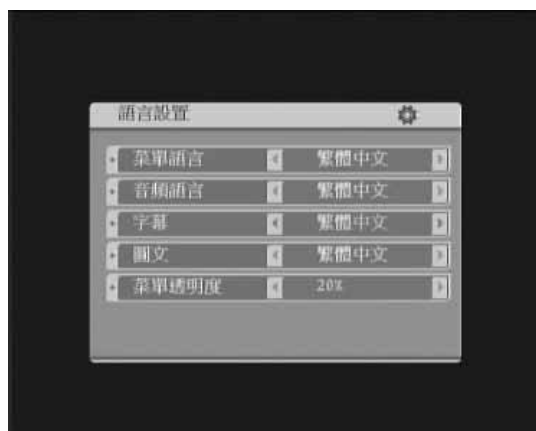 語言設置
菜單語言 繁體中文
音頻語言 繁體中文
字幕 繁體中文
圖文 繁體中文
菜單透明度 20%